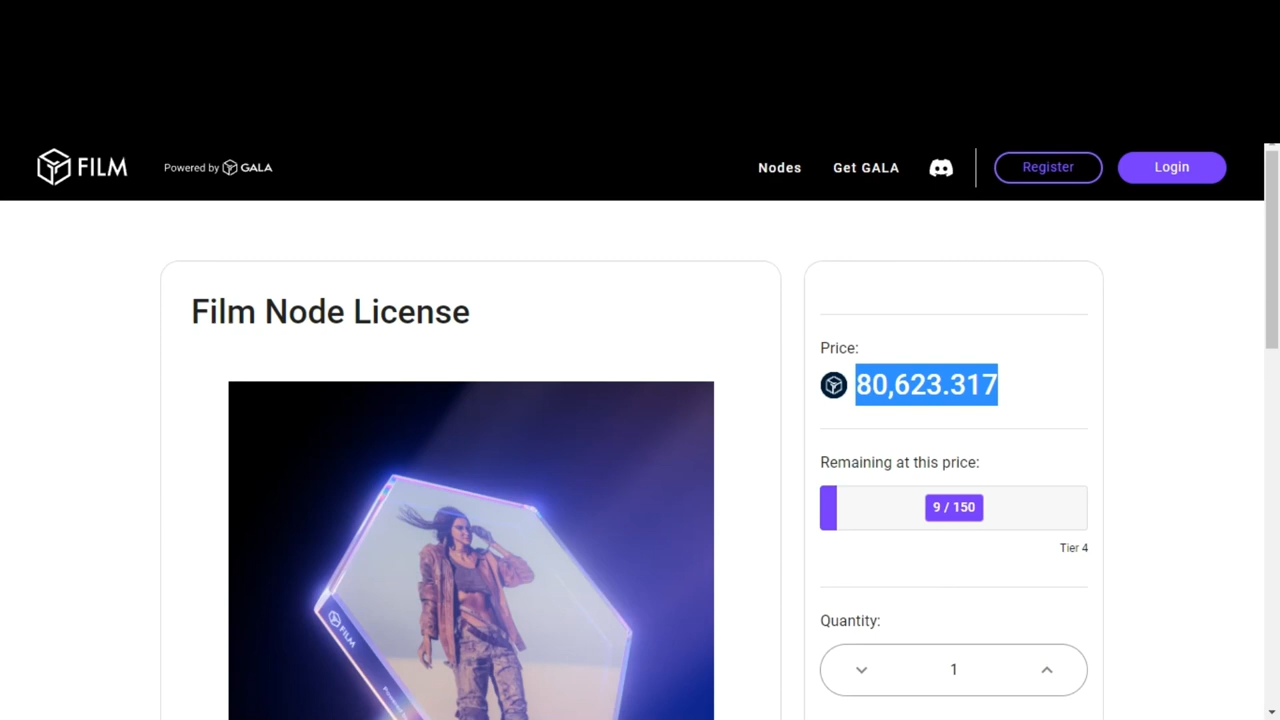 FILM
Powered by GALA
Nodes
Get GALA
Register
Login
Film Node License
FILM
Price:
80,623.317
Remaining at this price:
9 / 150
Tier 4
Quantity:
1